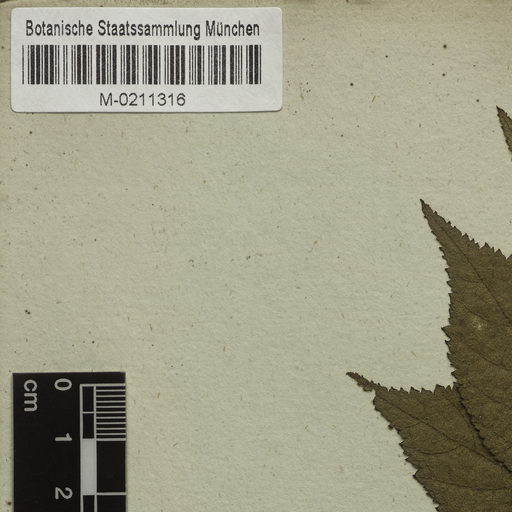 Botanische Staatssammlung München
M-0211316
0
cm
1
2